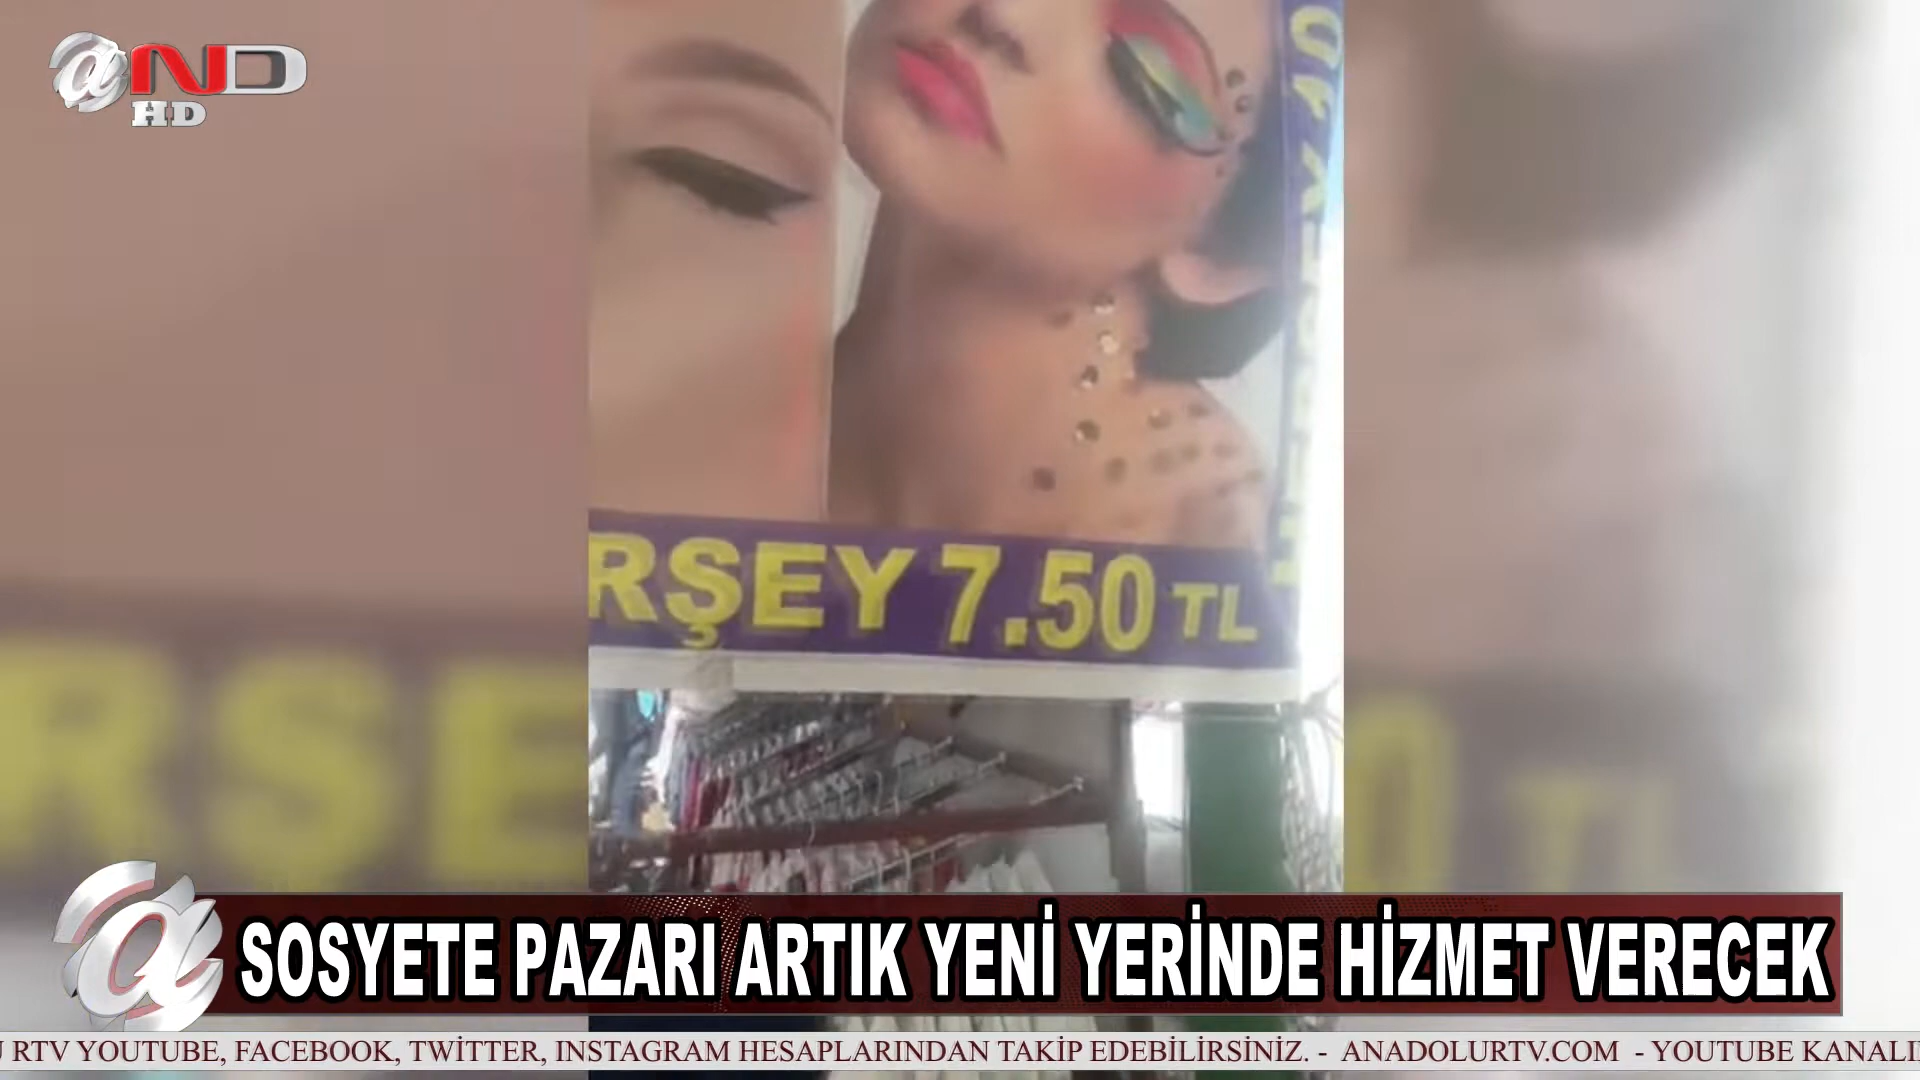 @ND
HD
RŞEY 7.50 TL
SOSYETE PAZARI ARTIK YENİ YERİNDE HİZMET VERECEK
RTV YOUTUBE, FACEBOOK, TWİTTER, INSTAGRAM HESAPLARINDAN TAKİP EDEBİLİRSİNİZ. - ANADOLURTV.COM - YOUTUBE KANALI